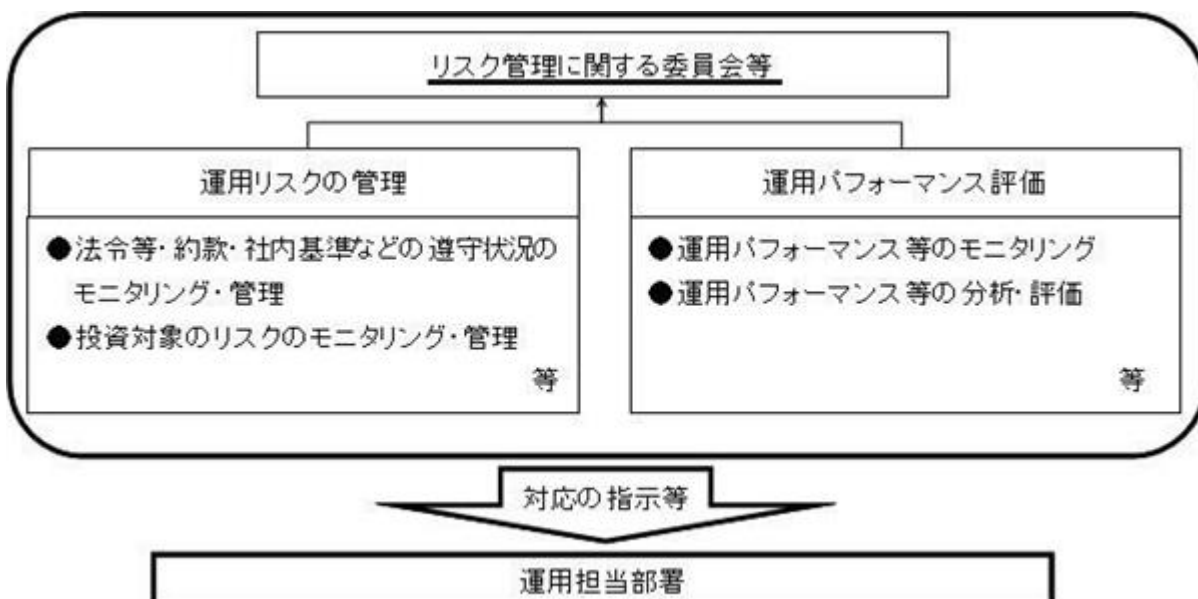 リスク管理に関する委員会等
運用リスクの管理
●法令等・約款・社内基準などの遵守状況の
モニタリング・管理
●投資対象のリスクのモニタリング・管理
等
運用パフォーマンス評価
●運用パフォーマンス等のモニタリング
●運用パフォーマンス等の分析・評価
等
対応の指示等
運用担当部署